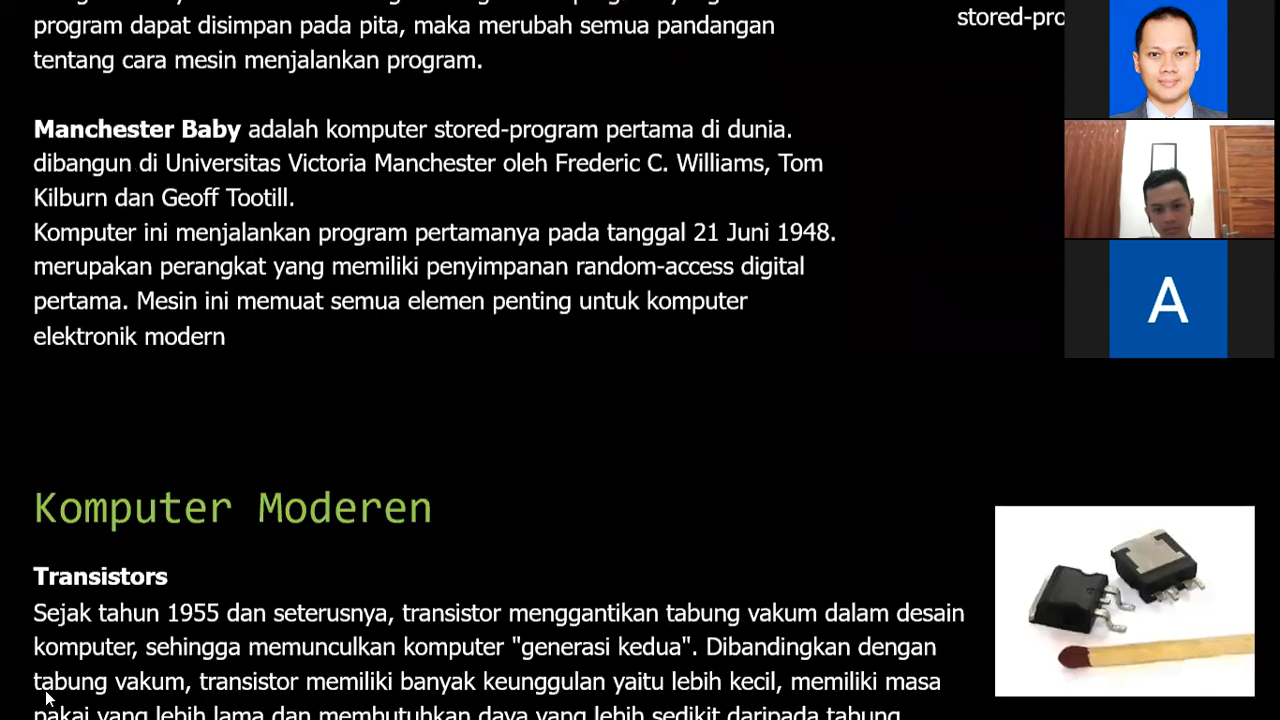 program dapat disimpan pada pita, maka merubah semua pandangan
tentang cara mesin menjalankan program.
stored-pro
Manchester Baby adalah komputer stored-program pertama di dunia.
dibangun di Universitas Victoria Manchester oleh Frederic C. Williams, Tom
Kilburn dan Geoff Tootill.
Komputer ini menjalankan program pertamanya pada tanggal 21 Juni 1948.
merupakan perangkat yang memiliki penyimpanan random-access digital
pertama. Mesin ini memuat semua elemen penting untuk komputer
elektronik modern
A
Komputer Moderen
Transistors
Sejak tahun 1955 dan seterusnya, transistor menggantikan tabung vakum dalam desain
komputer, sehingga memunculkan komputer "generasi kedua". Dibandingkan dengan
tabung vakum, transistor memiliki banyak keunggulan yaitu lebih kecil, memiliki masa
pakai yang lebih lama dan membutuhkan daya yang lebih sedikit daripada tabung